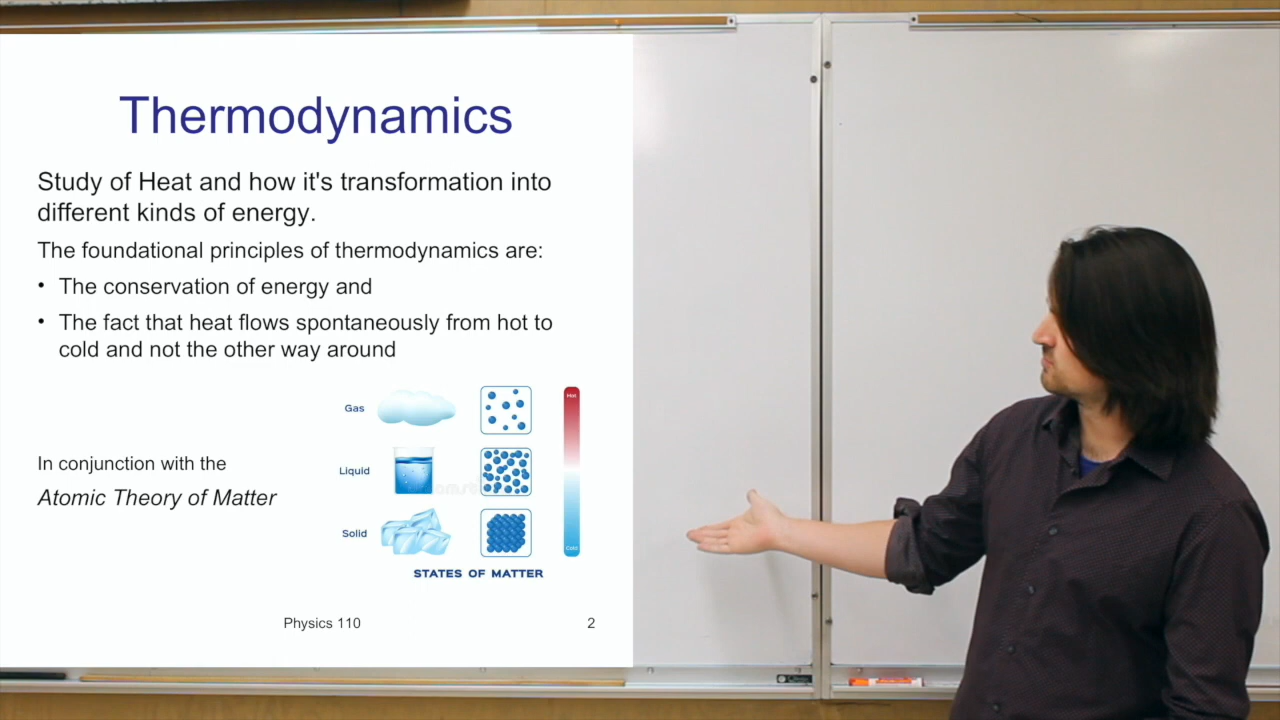 Thermodynamics
Study of Heat and how it's transformation into
different kinds of energy.
The foundational principles of thermodynamics are:
• The conservation of energy and
• The fact that heat flows spontaneously from hot to
cold and not the other way around
Gas
Hot
In conjunction with the
Liquid
Atomic Theory of Matter
Solid
Cold
STATES OF MATTER
Physics 110
2